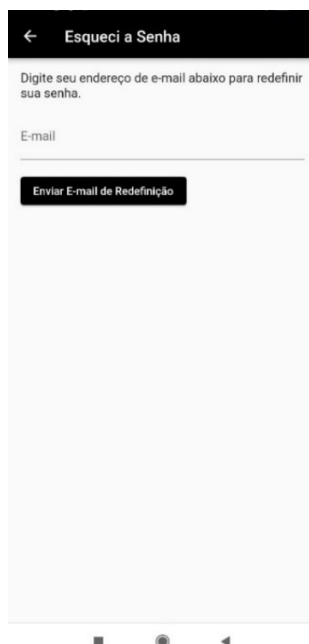 Esqueci a Senha
Digite seu endereço de e-mail abaixo para redefinir
sua senha.
E-mail
Enviar E-mail de Redefinição